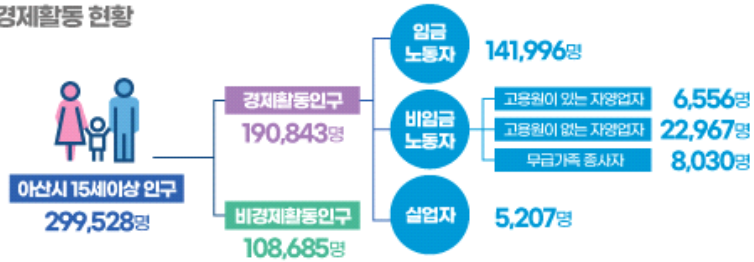 경제활동 현황
아산시 15세이상 인구
299,528명
경제활동인구
190,843명
비경제활동인구
108,685명
임금
노동자
141,996명
비임금
노동자
고용원이 있는 자영업자 6,556명
고용원이 없는 자영업자 22,967명
무급가족 종사자 8,030명
실업자
5,207명